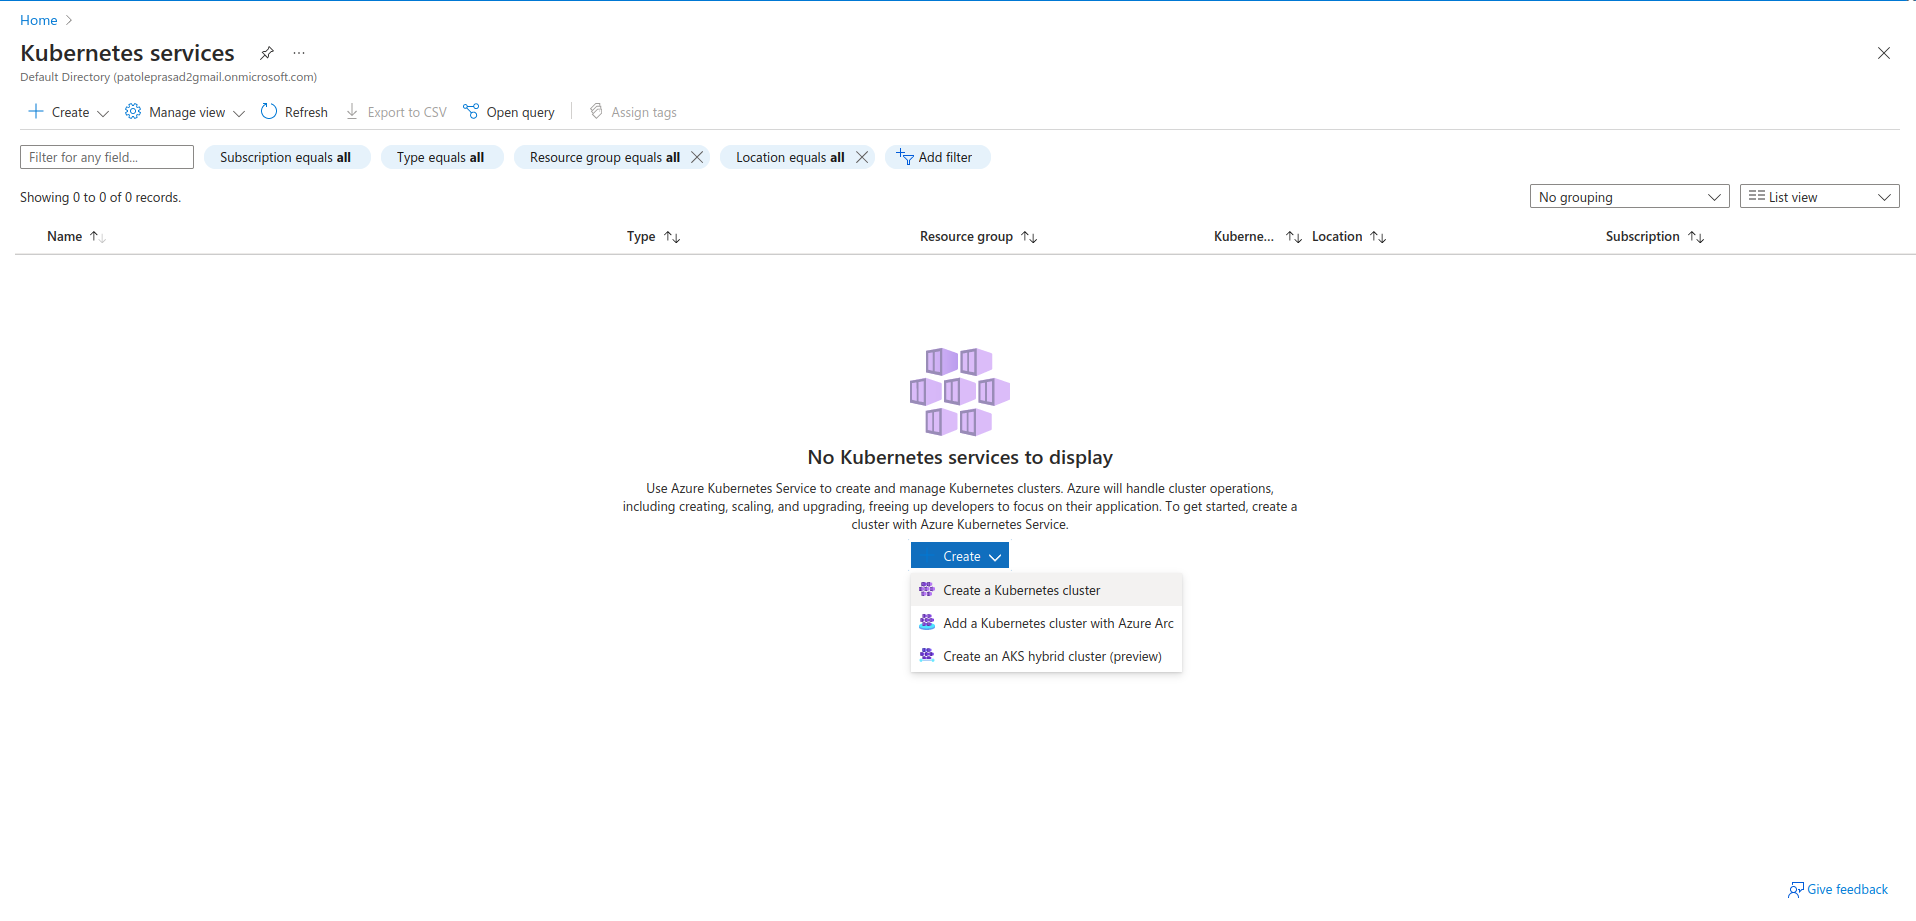 Home
Kubernetes services
Default Directory (patoleprasad2gmail.onmicrosoft.com)
Create Manage view Refresh Export to CSV Open query Assign tags
Filter for any field... Subscription equals all Type equals all Resource group equals all Location equals all Add filter
Showing 0 to 0 of 0 records. No grouping List view
Name Type Resource group Kuberne... Location Subscription
No Kubernetes services to display
Use Azure Kubernetes Service to create and manage Kubernetes clusters. Azure will handle cluster operations,
including creating, scaling, and upgrading, freeing up developers to focus on their application. To get started, create a
cluster with Azure Kubernetes Service.
Create
Create a Kubernetes cluster
Add a Kubernetes cluster with Azure Arc
Create an AKS hybrid cluster (preview)
Give feedback